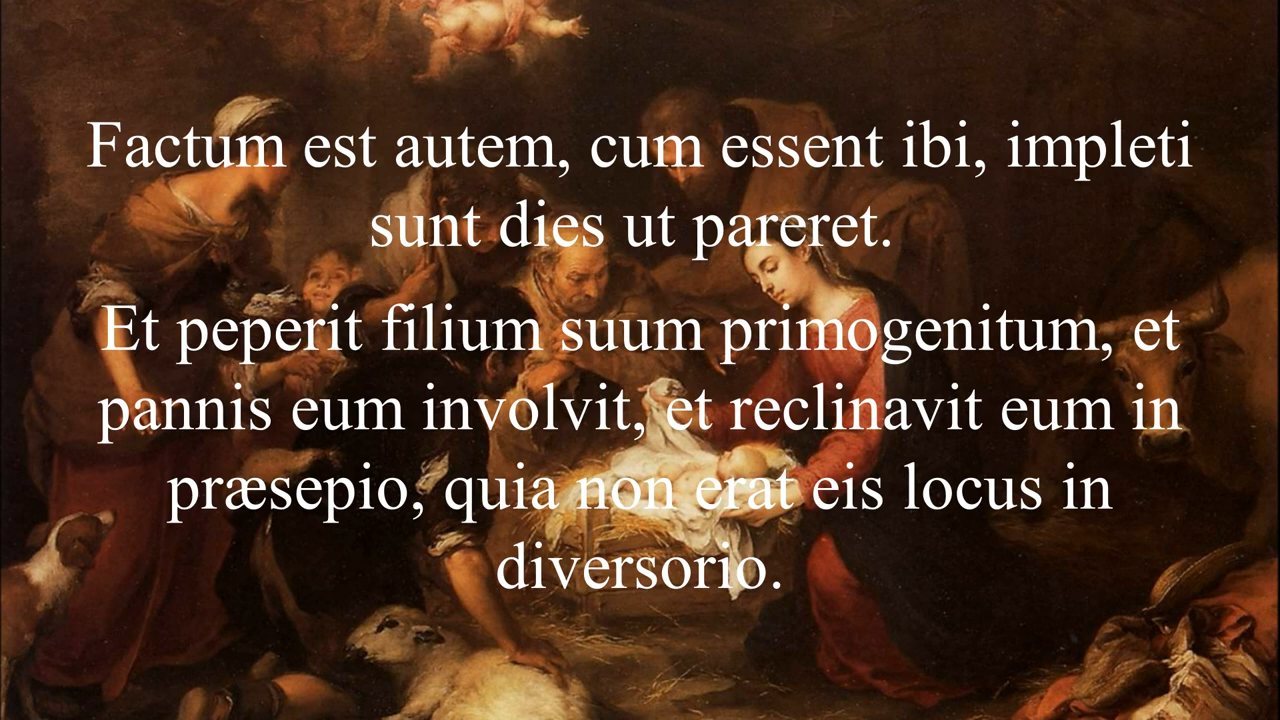 Factum est autem, cum essent ibi, impleti
sunt dies ut pareret.
Et peperit filium suum primogenitum, et
pannis eum involvit, et reclinavit eum in
præsepio, quia non erat eis locus in
diversorio.